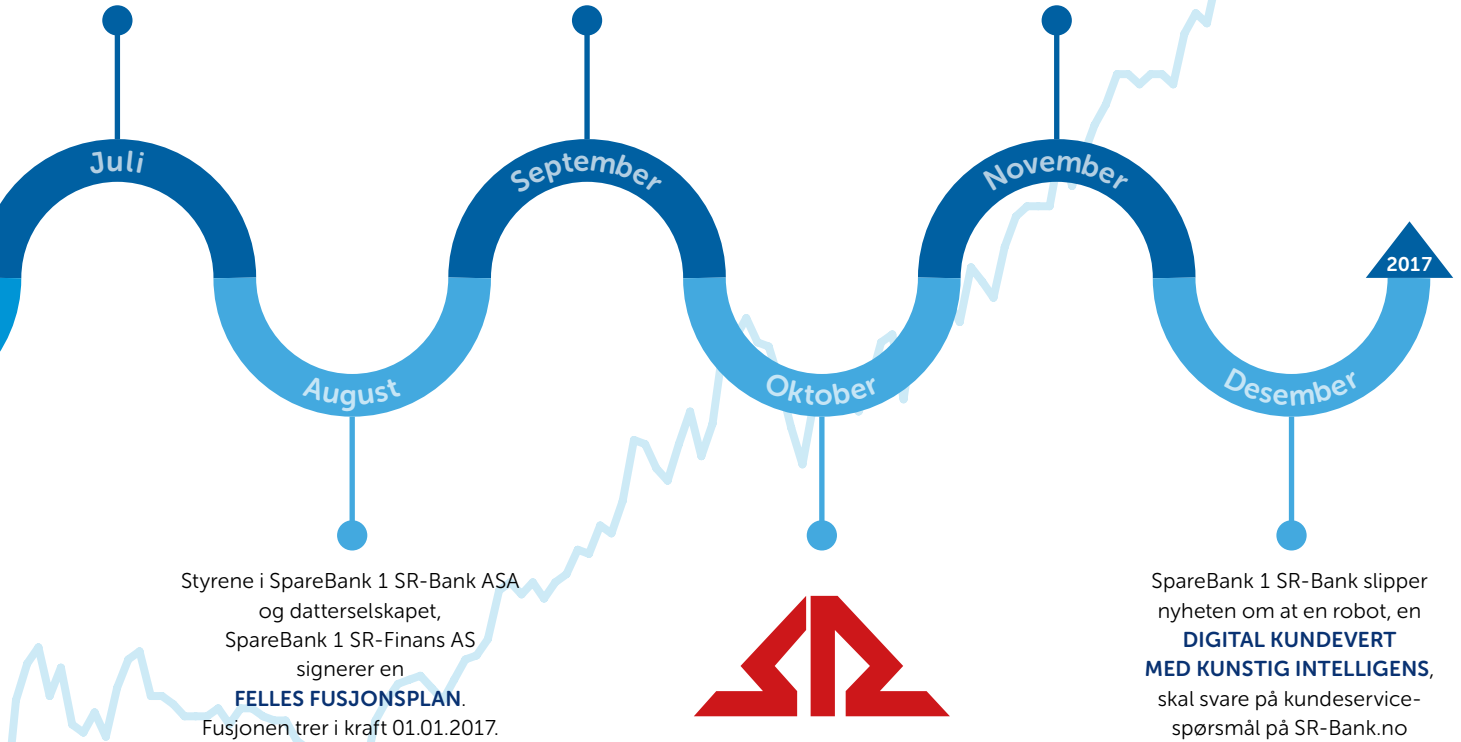 Juli
September
November
2017
August
Oktober
Desember
Styrene i SpareBank 1 SR-Bank ASA
og datterselskapet,
SpareBank 1 SR-Finans AS
signerer en
FELLES FUSJONSPLAN.
Fusjonen trer i kraft 01.01.2017.
SpareBank 1 SR-Bank slipper
nyheten om at en robot, en
DIGITAL KUNDEVERT
MED KUNSTIG INTELLIGENS,
skal svare på kundeservice-
spørsmål på SR-Bank.no